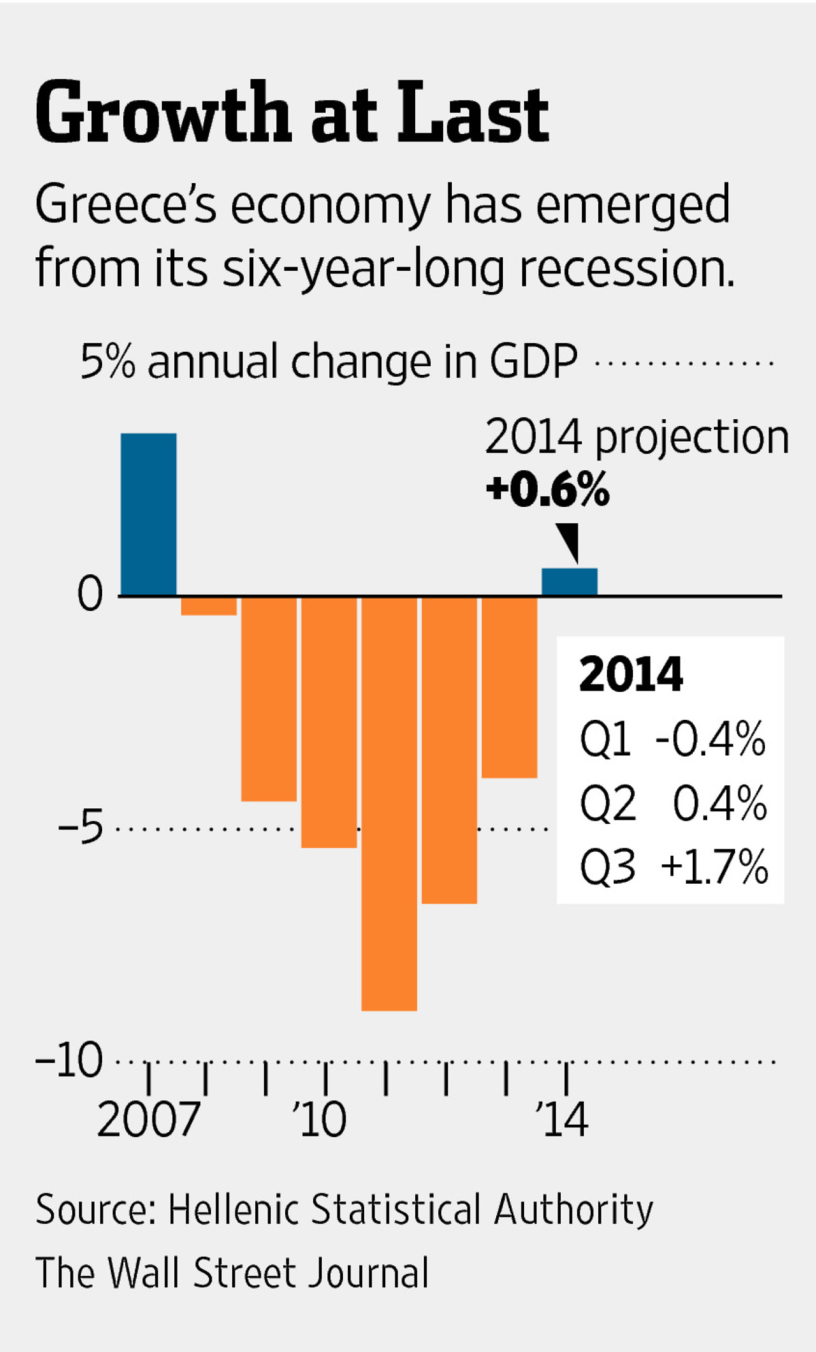 Growth at Last
Greece’s economy has emerged
from its six-year-long recession.
5% annual change in GDP
2014 projection
+0.6%
0
2014
Q1 -0.4%
Q2 0.4%
–5
Q3 +1.7%
–10
2007 ’10 ’14
Source: Hellenic Statistical Authority
The Wall Street Journal